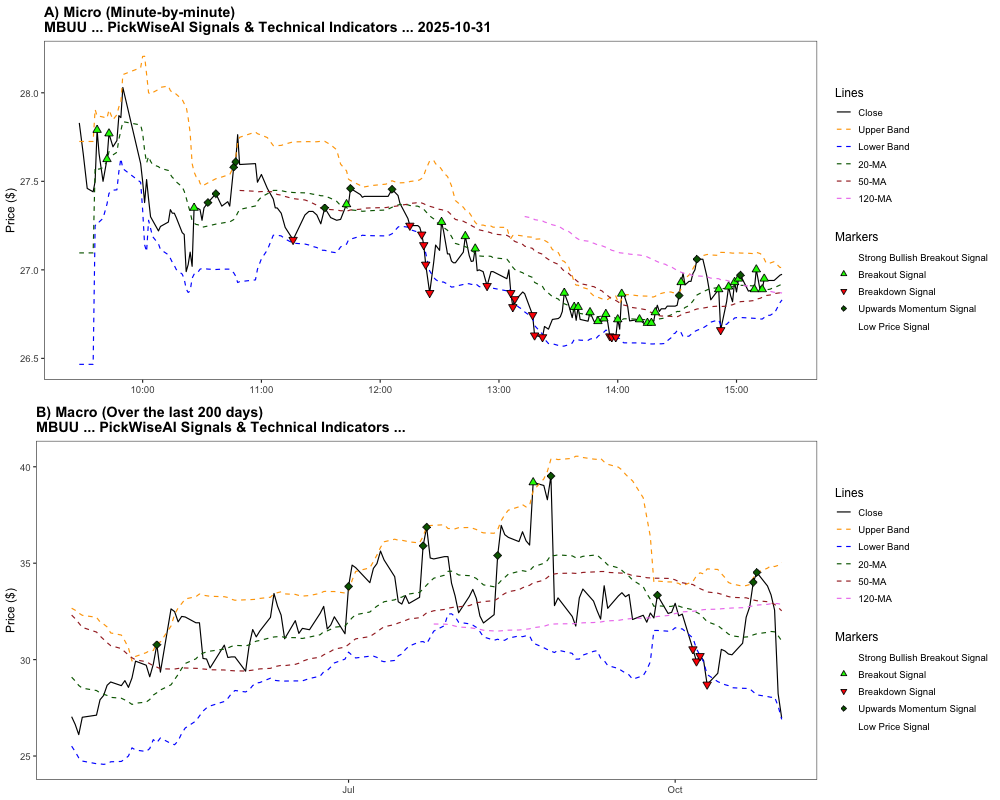 A) Micro (Minute-by-minute)
MBUU ... PickWiseAI Signals & Technical Indicators ... 2025-10-31
Price ($)
28.0
27.5
27.0
26.5
10:00 11:00 12:00 13:00 14:00 15:00
Lines
Close
Upper Band
Lower Band
20-MA
50-MA
120-MA
Markers
Strong Bullish Breakout Signal
Breakout Signal
Breakdown Signal
Upwards Momentum Signal
Low Price Signal
B) Macro (Over the last 200 days)
MBUU ... PickWiseAI Signals & Technical Indicators ...
Price ($)
40
35
30
25
Jul Oct
Lines
Close
Upper Band
Lower Band
20-MA
50-MA
120-MA
Markers
Strong Bullish Breakout Signal
Breakout Signal
Breakdown Signal
Upwards Momentum Signal
Low Price Signal